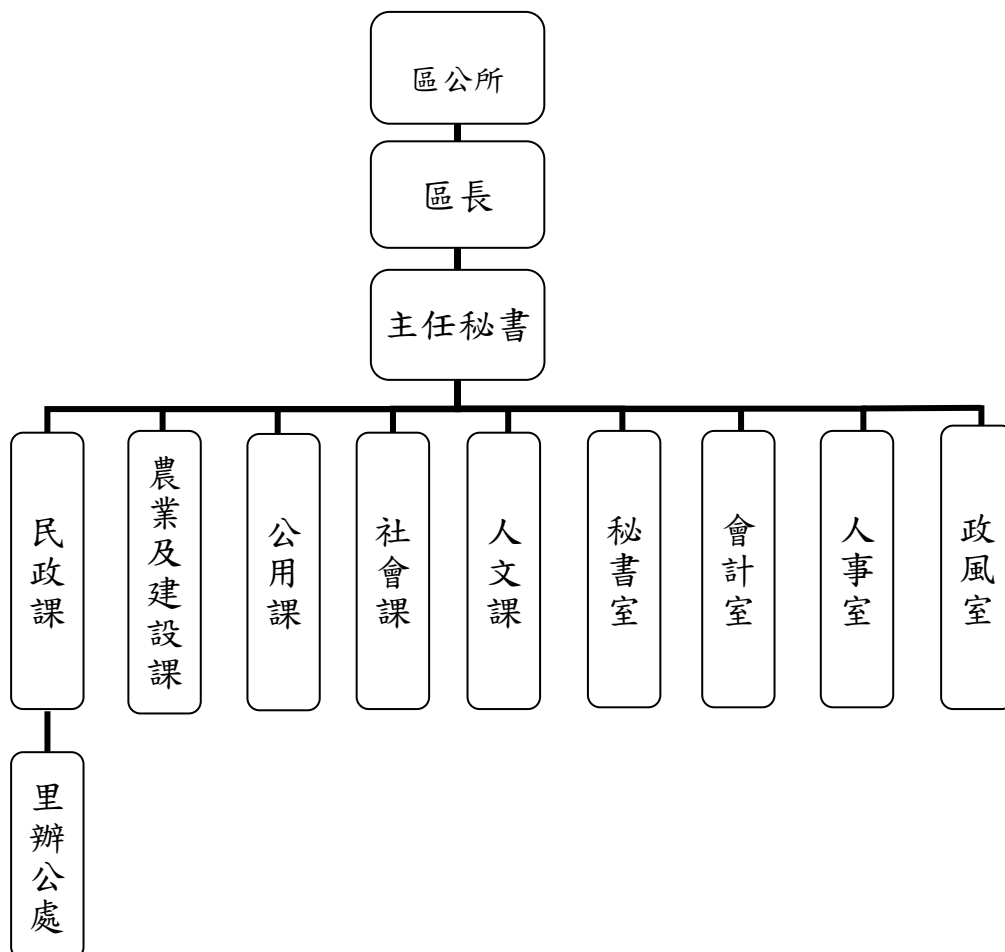 區公所
區長
主任秘書
民政課
農業及建設課
公用課
社會課
人文課
秘書室
會計室
人事室
政風室
里辦公處